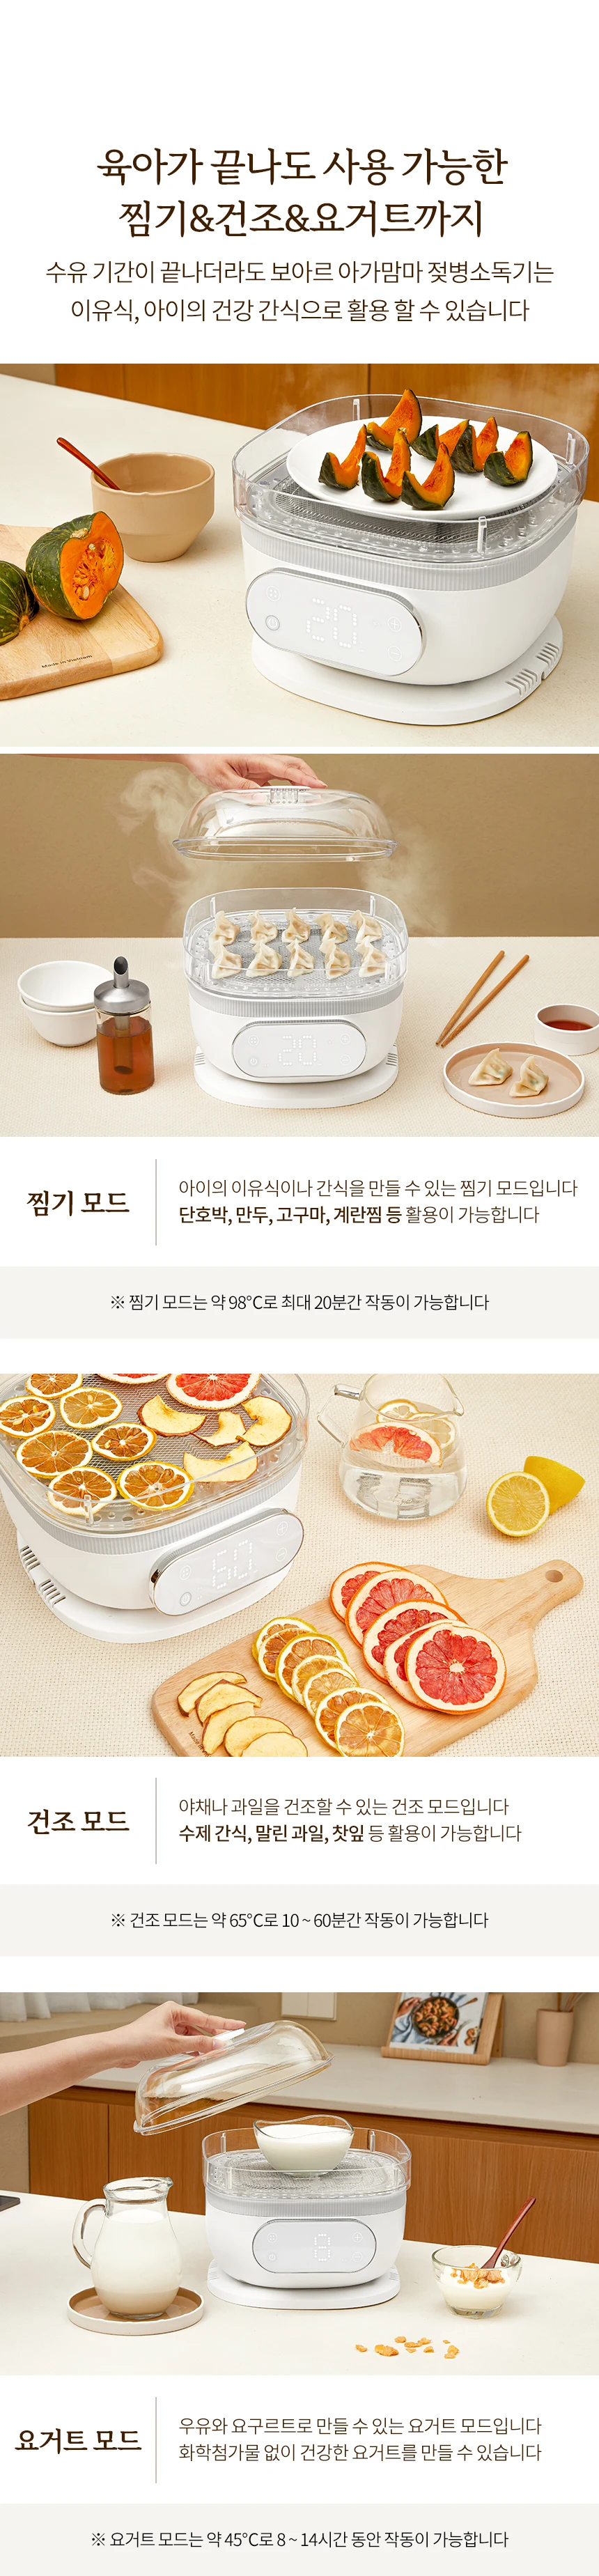 육아가 끝나도 사용 가능한
찜기&건조&요거트까지
수유 기간이 끝나더라도 보아르 아가맘마 젖병소독기는
이유식, 아이의 건강 간식으로 활용 할 수 있습니다
20
Made in Vietnam
20
찜기 모드
아이의 이유식이나 간식을 만들 수 있는 찜기 모드입니다
단호박, 만두, 고구마, 계란찜 등 활용이 가능합니다
※ 찜기 모드는 약 98°C로 최대 20분간 작동이 가능합니다
60
건조 모드
야채나 과일을 건조할 수 있는 건조 모드입니다
수제 간식, 말린 과일, 찻잎 등 활용이 가능합니다
※ 건조 모드는 약 65°C로 10 ~ 60분간 작동이 가능합니다
8
요거트 모드
우유와 요구르트로 만들 수 있는 요거트 모드입니다
화학첨가물 없이 건강한 요거트를 만들 수 있습니다
※ 요거트 모드는 약 45°C로 8 ~ 14시간 동안 작동이 가능합니다